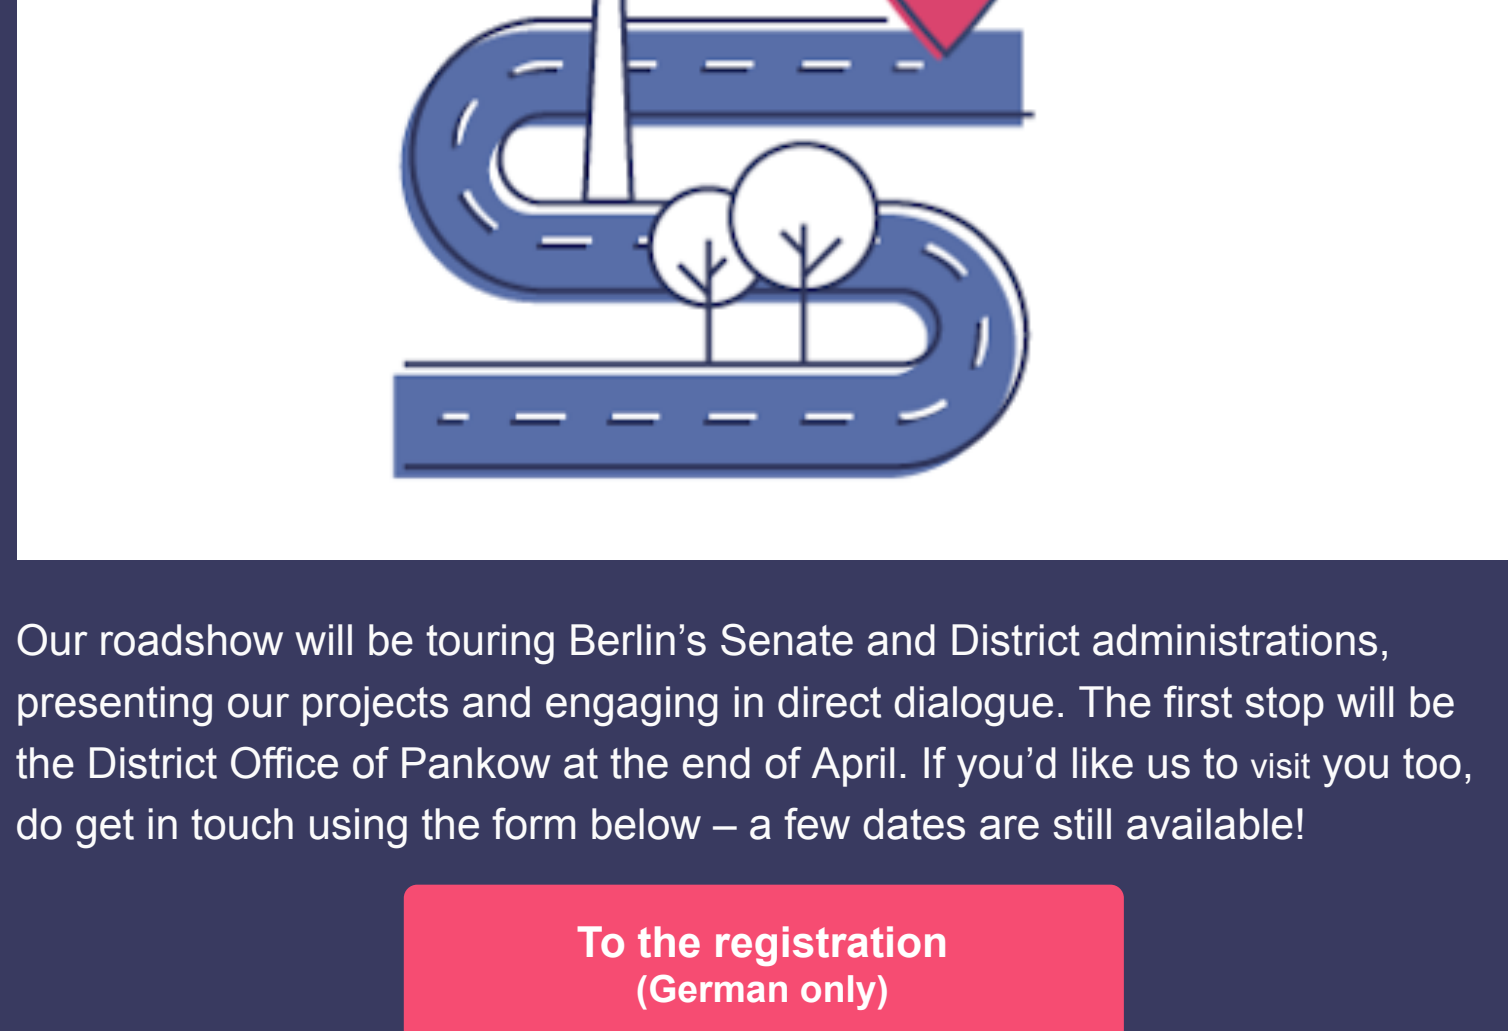 Our roadshow will be touring Berlin’s Senate and District administrations,
presenting our projects and engaging in direct dialogue. The first stop will be
the District Office of Pankow at the end of April. If you’d like us to visit you too,
do get in touch using the form below – a few dates are still available!
To the registration
(German only)